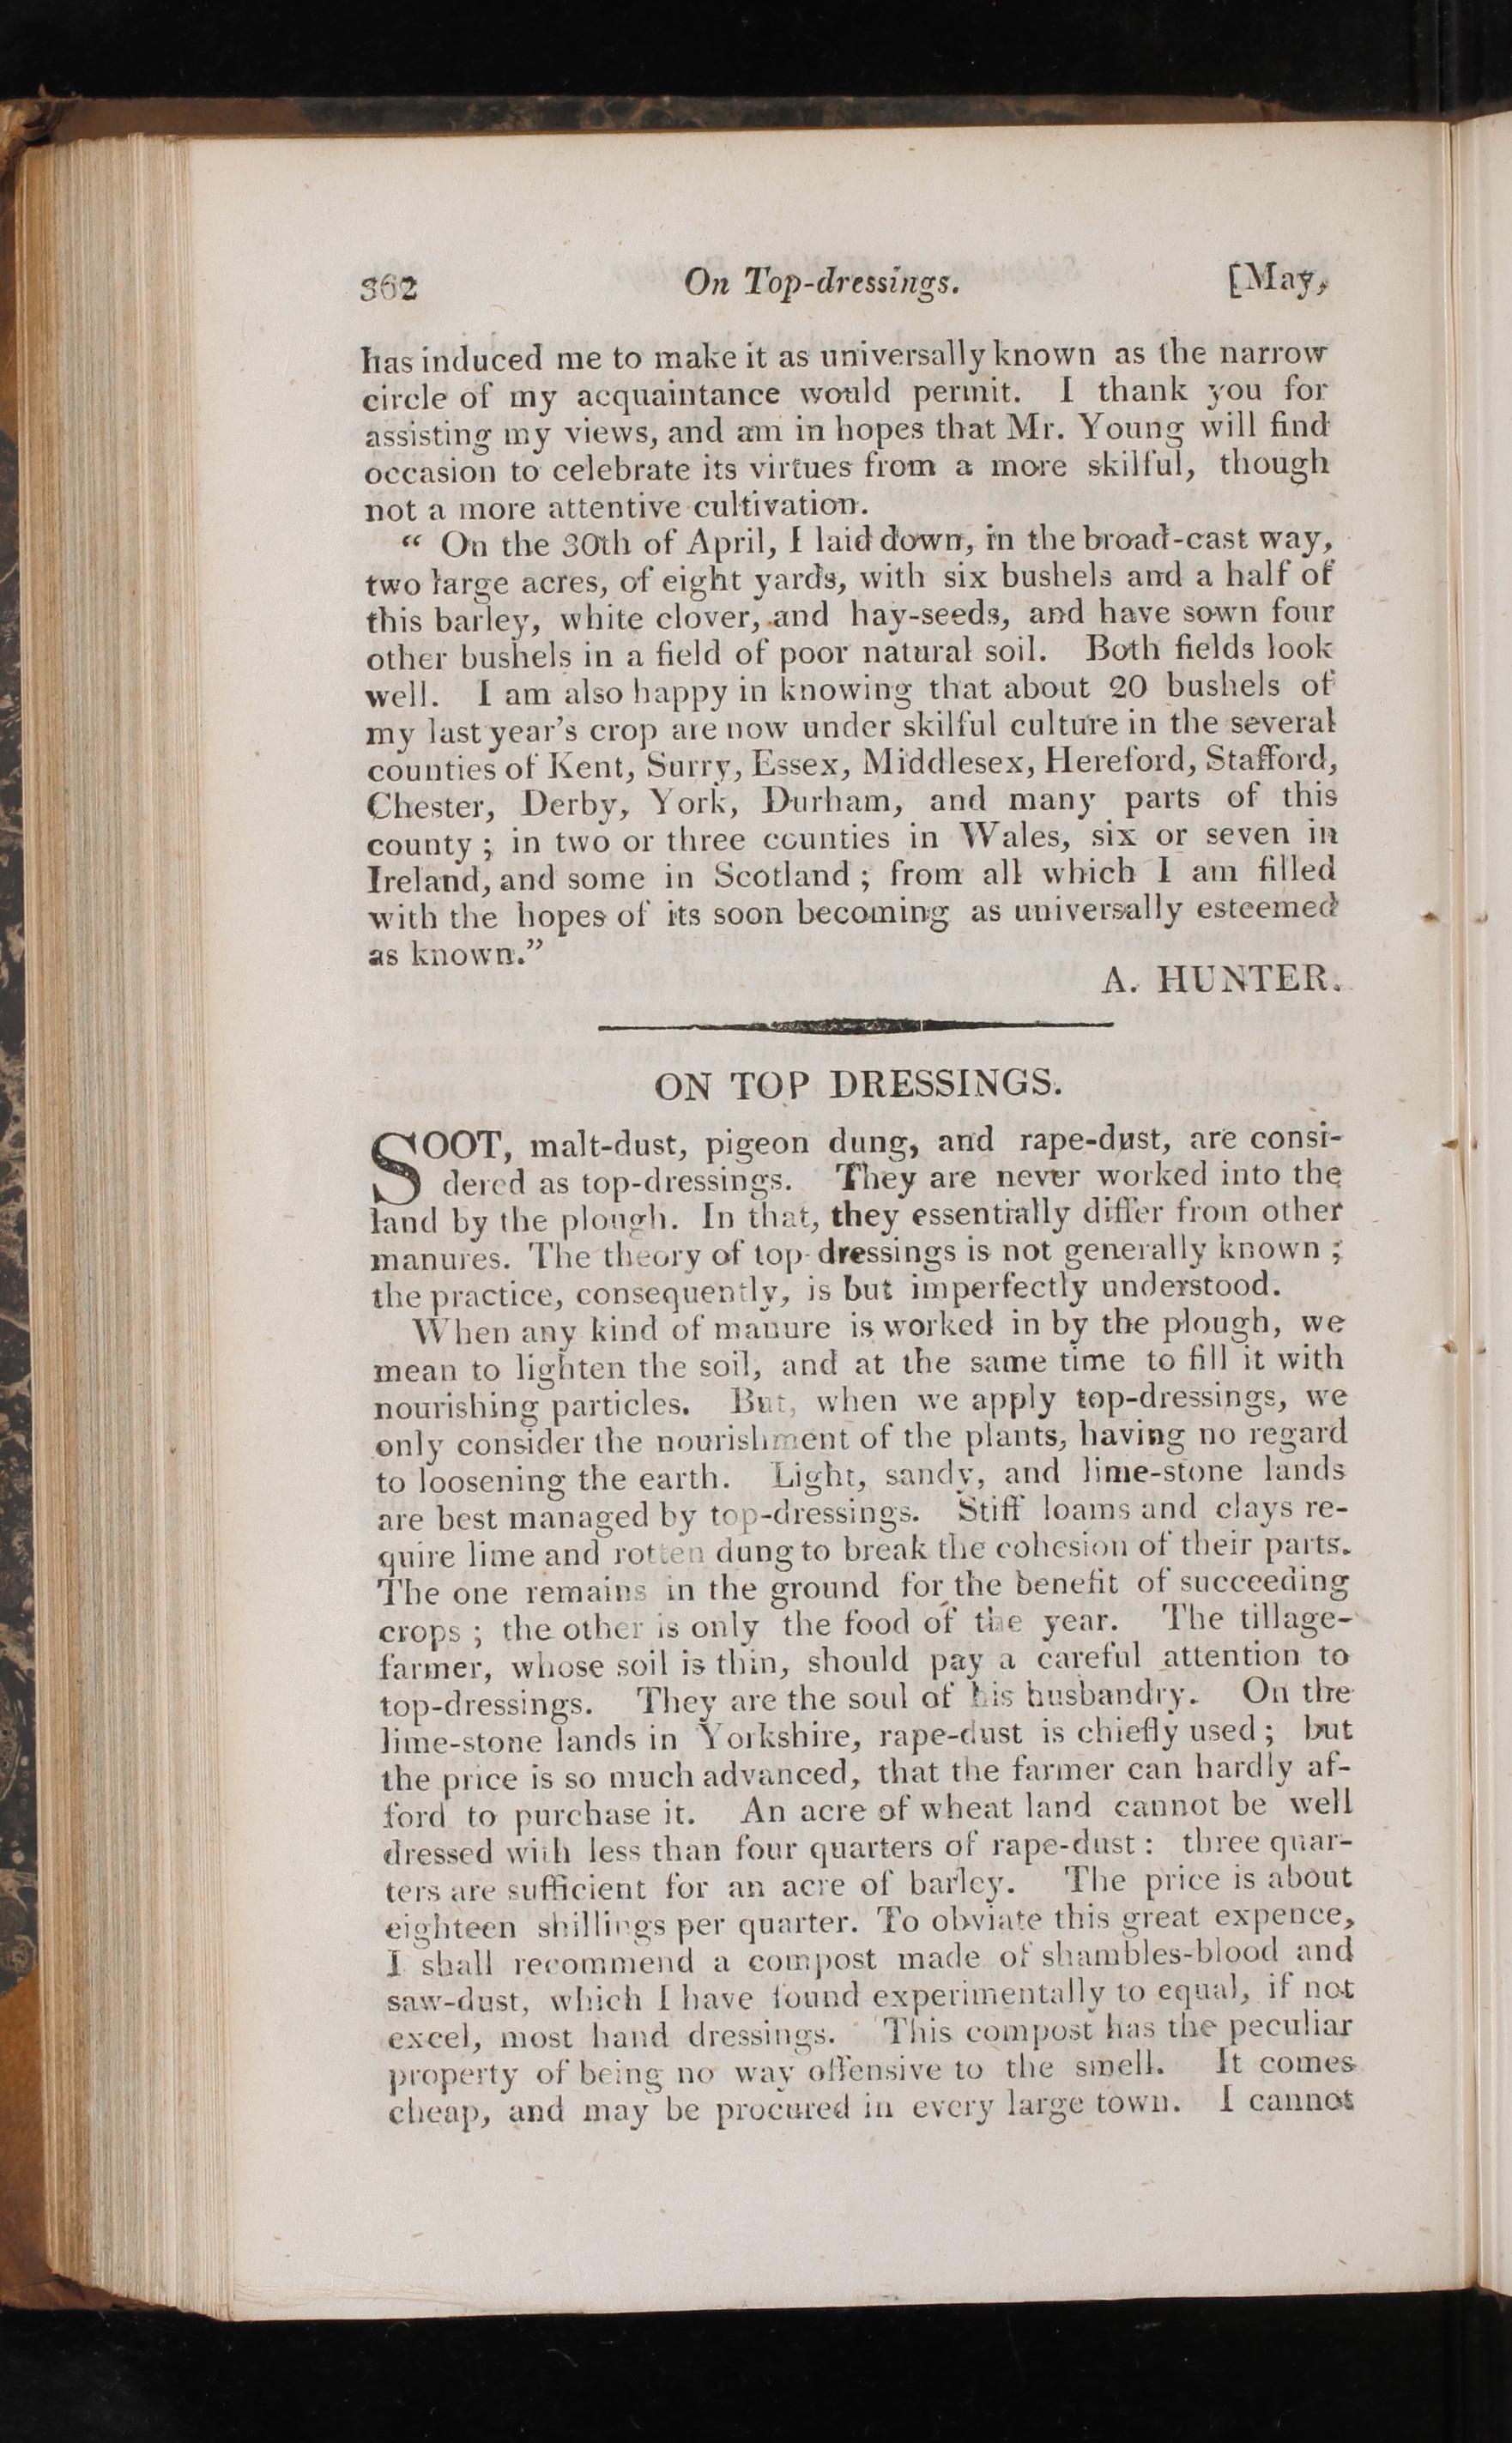 362 On Top-dressings. [May,
has induced me to make it as universally known as the narrow
circle of my acquaintance would permit. I thank you for
assisting my views, and am in hopes that Mr. Young will find
occasion to celebrate its virtues from a more skilful, though
not a more attentive cultivation.
“ On the 30th of April, I laid down, in the broad-cast way,
two large acres, of eight yards, with six bushels and a half of
this barley, white clover, and hay-seeds, and have sown four
other bushels in a field of poor natural soil. Both fields look
well. I am also happy in knowing that about 20 bushels of
my last year’s crop are now under skilful culture in the several
counties of Kent, Surry, Essex, Middlesex, Hereford, Stafford,
Chester, Derby, York, Durham, and many parts of this
county ; in two or three counties in Wales, six or seven in
Ireland, and some in Scotland ; from all which I am filled
with the hopes of its soon becoming as universally esteemed
as known.”
A. HUNTER.
ON TOP DRESSINGS.
SOOT, malt-dust, pigeon dung, and rape-dust, are consi-
dered as top-dressings. They are never worked into the
land by the plough. In that, they essentially differ from other
manures. The theory of top-dressings is not generally known ;
the practice, consequently, is but imperfectly understood.
When any kind of manure is worked in by the plough, we
mean to lighten the soil, and at the same time to fill it with
nourishing particles. But, when we apply top-dressings, we
only consider the nourishment of the plants, having no regard
to loosening the earth. Light, sandy, and lime-stone lands
are best managed by top-dressings. Stiff loams and clays re-
quire lime and rotten dung to break the cohesion of their parts.
The one remains in the ground for the benefit of succeeding
crops ; the other is only the food of the year. The tillage-
farmer, whose soil is thin, should pay a careful attention to
top-dressings. They are the soul of his husbandry. On the
lime-stone lands in Yorkshire, rape-dust is chiefly used ; but
the price is so much advanced, that the farmer can hardly af-
ford to purchase it. An acre of wheat land cannot be well
dressed with less than four quarters of rape-dust : three quar-
ters are sufficient for an acre of barley. The price is about
eighteen shillings per quarter. To obviate this great expence,
I shall recommend a compost made of shambles-blood and
saw-dust, which I have found experimentally to equal, if not
excel, most hand dressings. This compost has the peculiar
property of being no way offensive to the smell. It comes
cheap, and may be procured in every large town. I cannot